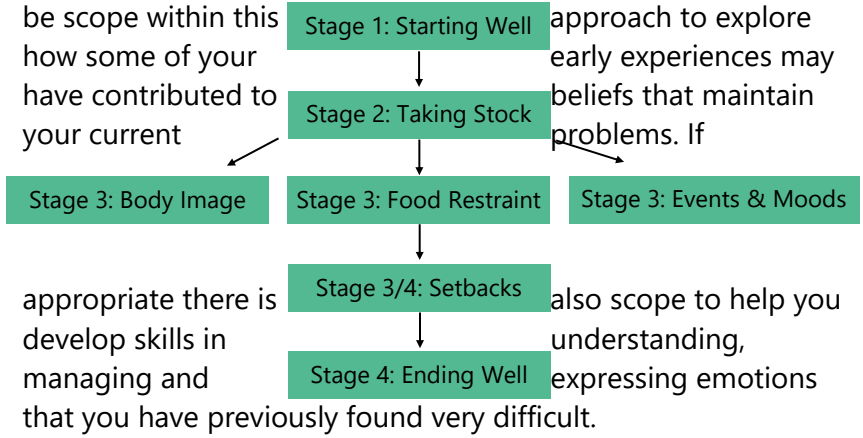 be scope within this approach to explore
how some of your early experiences may
have contributed to beliefs that maintain
your current problems. If
Stage 1: Starting Well
Stage 2: Taking Stock
Stage 3: Body Image
Stage 3: Food Restraint
Stage 3: Events & Moods
Stage 3/4: Setbacks
Stage 4: Ending Well
appropriate there is also scope to help you
develop skills in understanding,
managing and expressing emotions
that you have previously found very difficult.